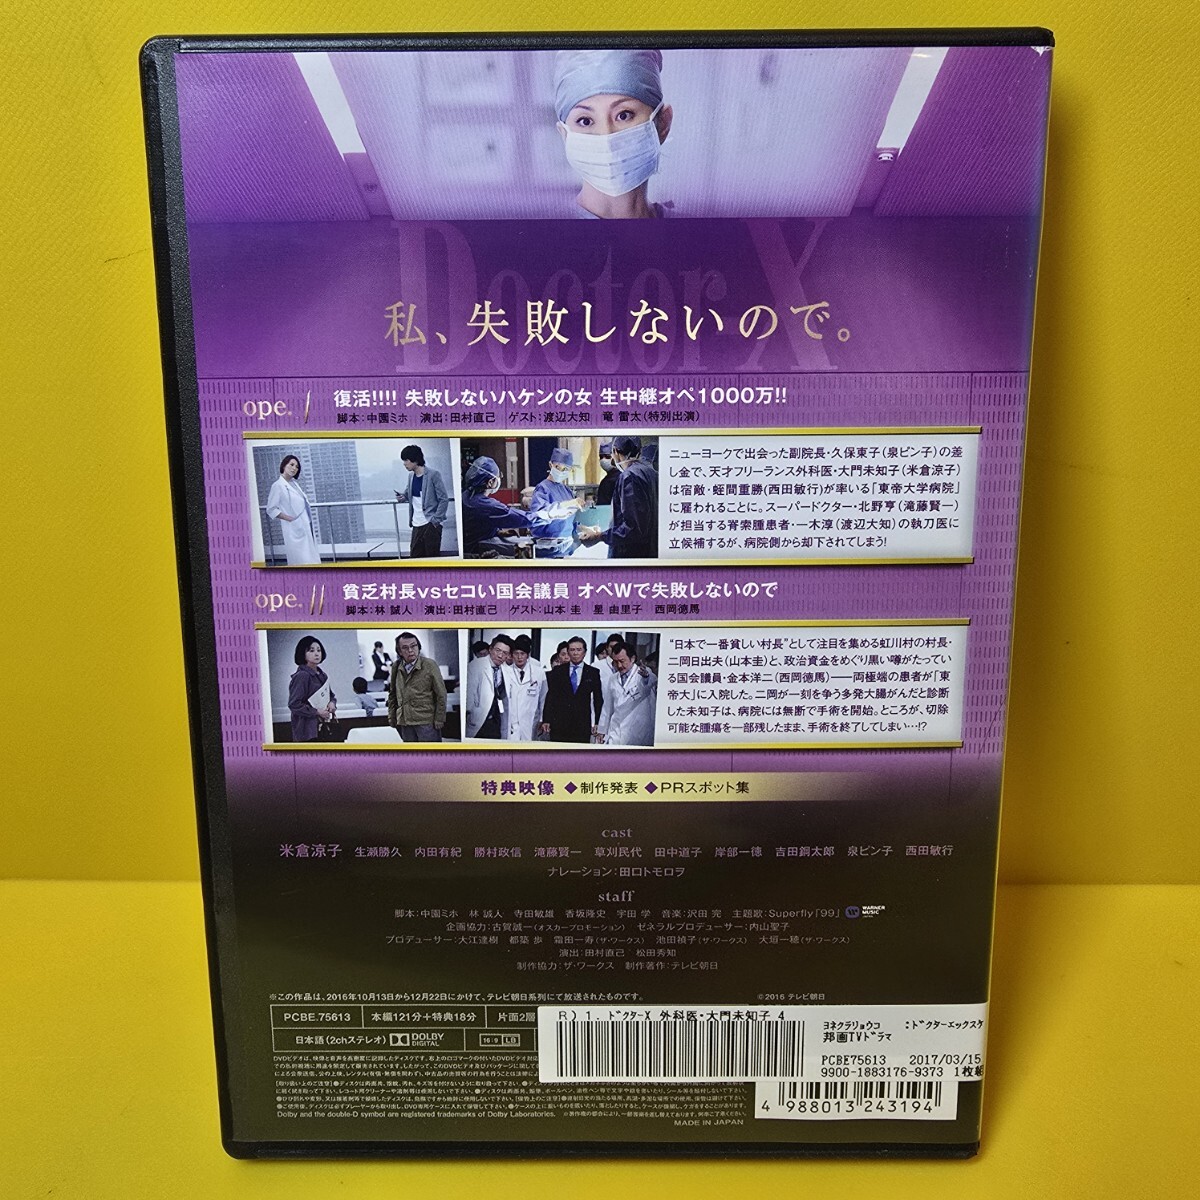 Doctor X
私、失敗しないので。
ope. I 復活!!!! 失敗しないハケンの女 生中継オペ1000万!!
脚本:中園ミホ 演出:田村直己 ゲスト:渡辺大知 竜 雷太(特別出演)
ニューヨークで出会った副院長・久保東子(泉ピン子)の差
し金で、天才フリーランス外科医・大門未知子(米倉涼子)
は宿敵・蛭間重勝(西田敏行)が率いる「東帝大学病院」
に雇われることに。スーパードクター・北野亨(滝藤賢一)
が担当する脊索腫患者・一木淳(渡辺大知)の執刀医に
立候補するが、病院側から却下されてしまう!
ope. II 貧乏村長vsセコい国会議員 オペWで失敗しないので
脚本:林 誠人 演出:田村直己 ゲスト:山本 圭 星 由里子 西岡德馬
“日本で一番貧しい村長”として注目を集める虹川村の村長・
二岡日出夫(山本圭)と、政治資金をめぐり黒い噂がたってい
る国会議員・金本洋二(西岡德馬)――両極端の患者が「東
帝大」に入院した。二岡が一刻を争う多発大腸がんだと診断
した未知子は、病院には無断で手術を開始。ところが、切除
可能な腫瘍を一部残したまま、手術を終了してしまい…!?
特典映像 ◆制作発表 ◆PRスポット集
cast
米倉涼子 生瀬勝久 内田有紀 勝村政信 滝藤賢一 草刈民代 田中道子 岸部一徳 吉田鋼太郎 泉ピン子 西田敏行
ナレーション:田口トモロヲ
staff
脚本:中園ミホ 林 誠人 寺田敏雄 香坂隆史 宇田 学 音楽:沢田 完 主題歌:Superfly「99」 WARNER MUSIC
企画協力:古賀誠一(オスカープロモーション) ゼネラルプロデューサー:内山聖子
プロデューサー:大江達樹 都築 歩 霜田一寿(ザ・ワークス) 池田禎子(ザ・ワークス) 大垣一穂(ザ・ワークス)
演出:田村直己 松田秀知
制作協力:ザ・ワークス 制作著作:テレビ朝日
※この作品は、2016年10月13日から12月22日にかけて、テレビ朝日系列にて放送されたものです。
©2016 テレビ朝日
PCBE.75613 本編121分+特典18分 片面2層
日本語(2chステレオ) DOLBY DIGITAL 16:9 LB
R)1. ドクターX 外科医・大門未知子 4
ヨネクラリョウコ :ドクターエックスゲ
邦画TVドラマ
PCBE75613 2017/03/15
9900-1883176-9373 1枚組
4 988013 243194
Dolby and the double-D symbol are registered trademarks of Dolby Laboratories.
MADE IN JAPAN